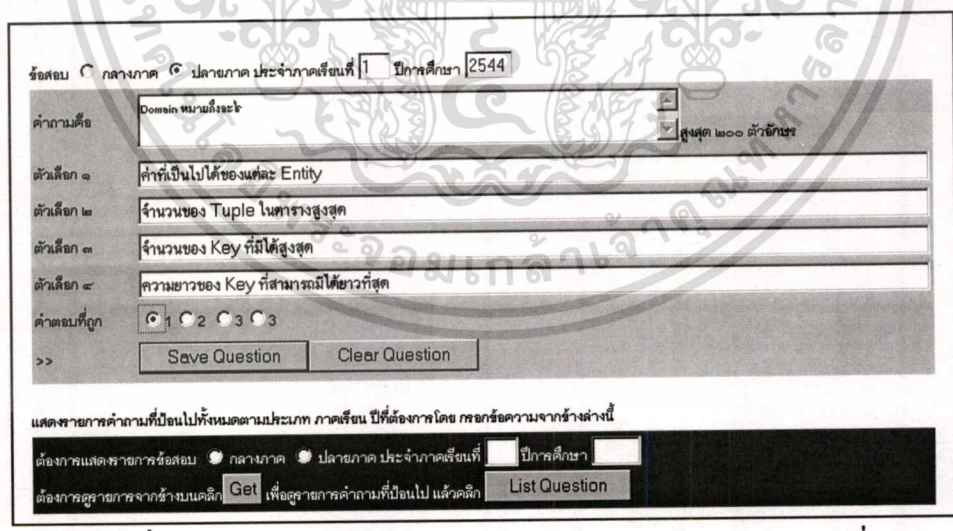 ข้อสอบ กลางภาค ปลายภาค ประจำภาคเรียนที่ 1 ปีการศึกษา 2544
คำถามคือ Domain หมายถึงอะไร สูงสุด ๒๐๐ ตัวอักษร
ตัวเลือก ๑ ค่าที่เป็นไปได้ของแต่ละ Entity
ตัวเลือก ๒ จำนวนของ Tuple ในตารางสูงสุด
ตัวเลือก ๓ จำนวนของ Key ที่มีได้สูงสุด
ตัวเลือก ๔ ความยาวของ Key ที่สามารถมีได้ยาวที่สุด
คำตอบที่ถูก 1 2 3 3
>> Save Question Clear Question
แสดงรายการคำถามที่ป้อนไปทั้งหมดตามประเภท ภาคเรียน ปีที่ต้องการโดย กรอกข้อความจากข้างล่างนี้
ต้องการแสดงรายการข้อสอบ กลางภาค ปลายภาค ประจำภาคเรียนที่ ปีการศึกษา
ต้องการดูรายการจากข้างบนคลิก Get เพื่อดูรายการคำถามที่ป้อนไป แล้วคลิก List Question